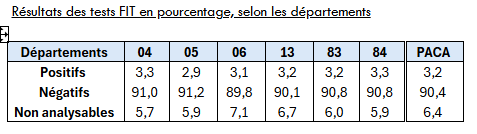 Résultats des tests FIT en pourcentage, selon les départements
Départements 04 05 06 13 83 84 PACA
Positifs 3,3 2,9 3,1 3,2 3,2 3,3 3,2
Négatifs 91,0 91,2 89,8 90,1 90,8 90,8 90,4
Non analysables 5,7 5,9 7,1 6,7 6,0 5,9 6,4